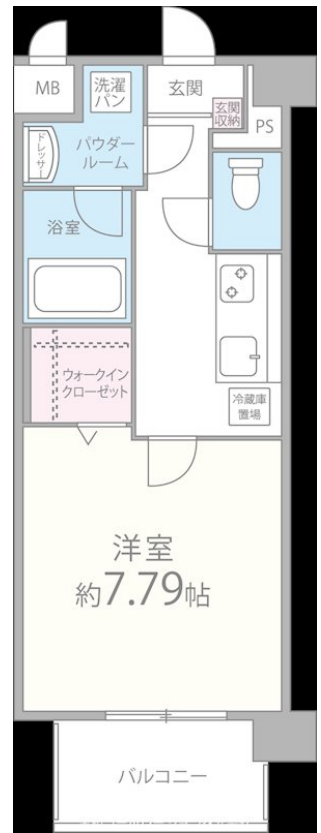 MB
洗濯
パン
玄関
玄関
収納
PS
ドレッサー
パウダー
ルーム
浴室
ウォークイン
クローゼット
冷蔵庫
置場
洋室
約7.79帖
バルコニー